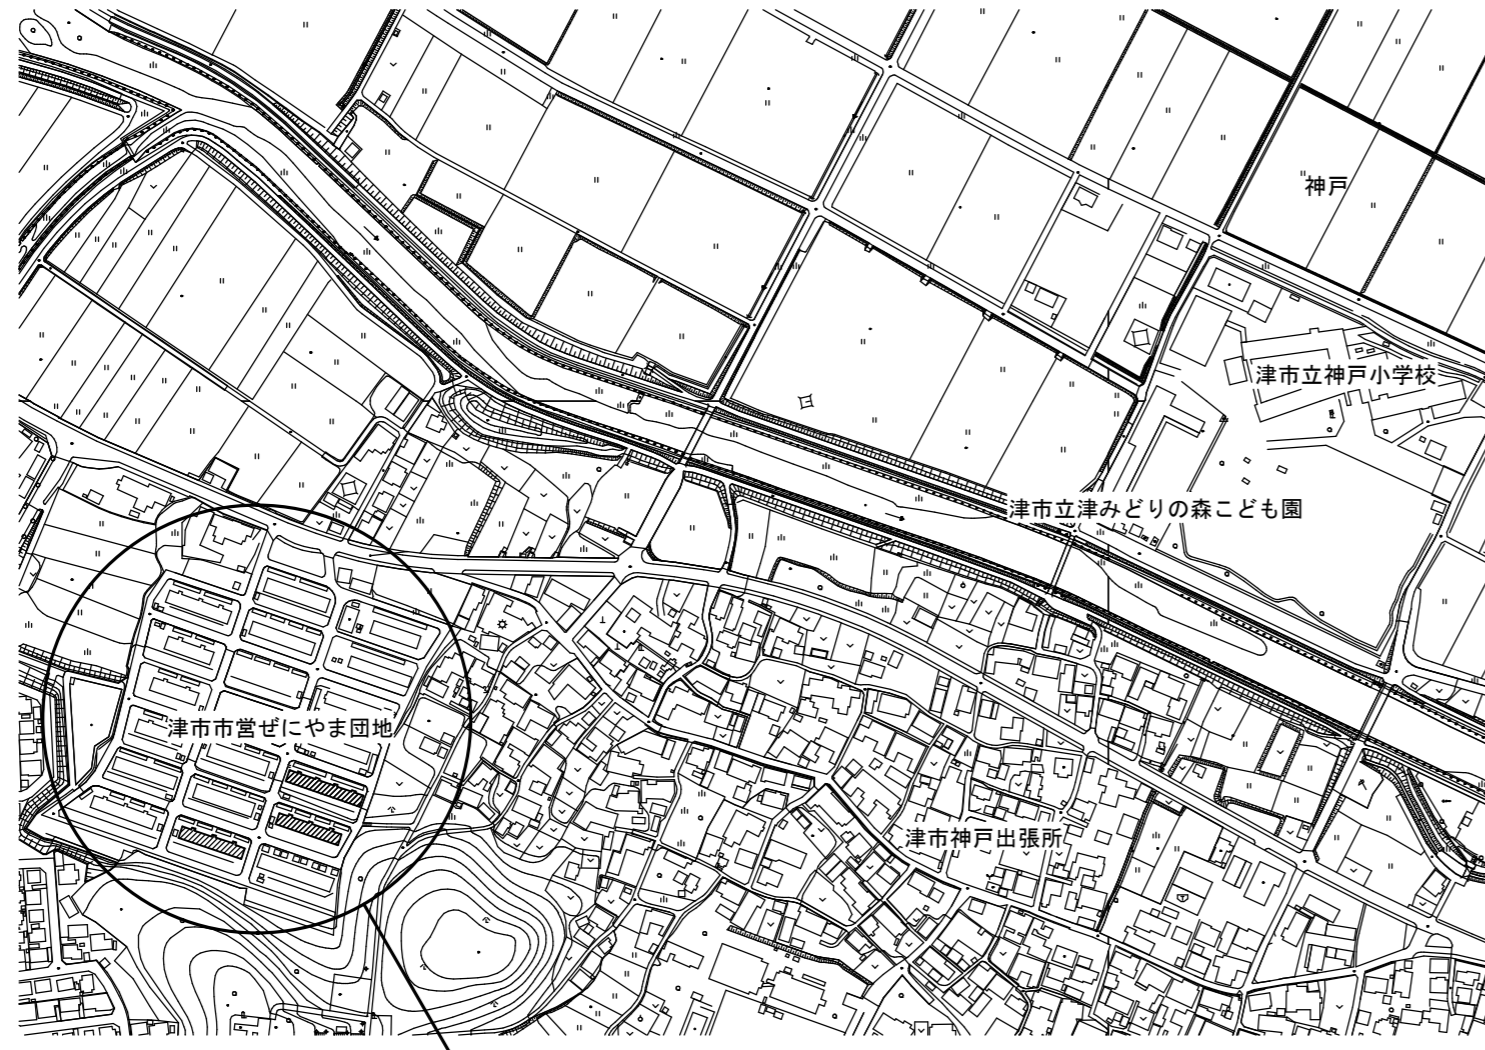 神戸
津市立神戸小学校
津市立津みどりの森こども園
津市市営ぜにやま団地
津市神戸出張所